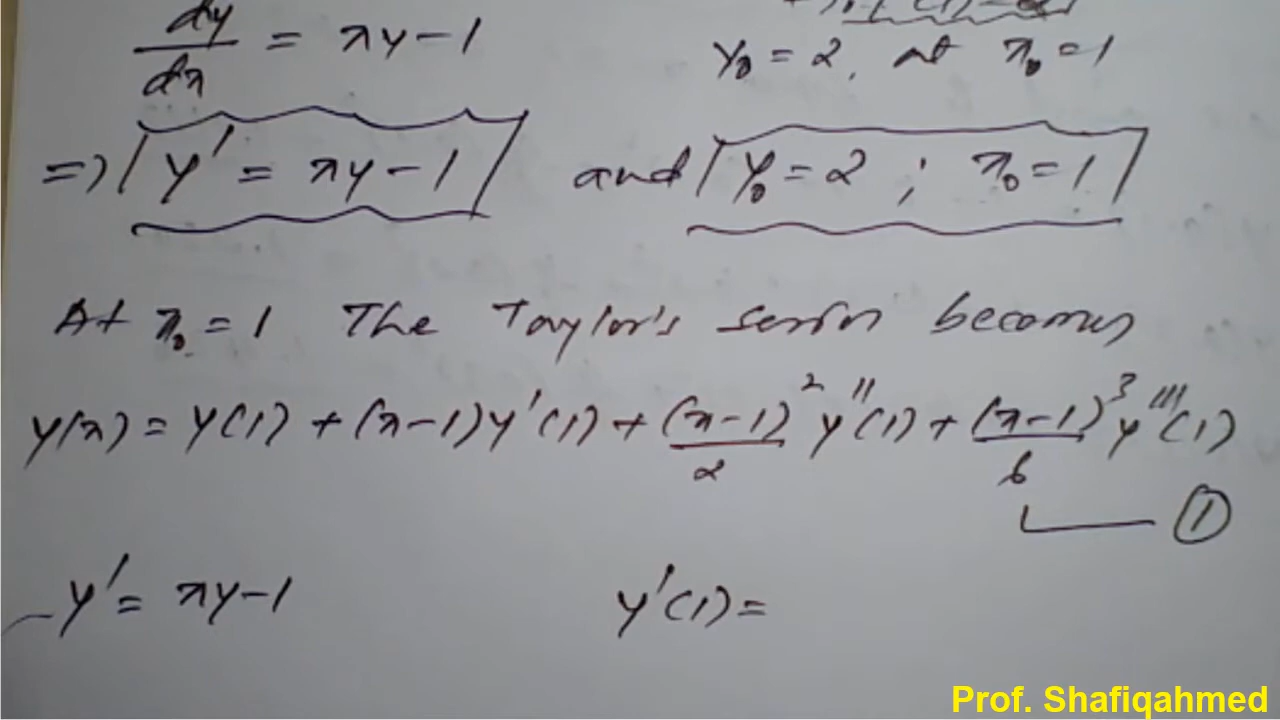 dy/dx = xy-1
y₀ = 2, at x₀ = 1
=> y' = xy-1 and y₀ = 2 ; x₀ = 1
At x₀ = 1 The Taylor's series becomes
y(x) = y(1) + (x-1)y'(1) + (x-1)²/2 y''(1) + (x-1)³/6 y'''(1)
①
y' = xy-1 y'(1) =
Prof. Shafiqahmed